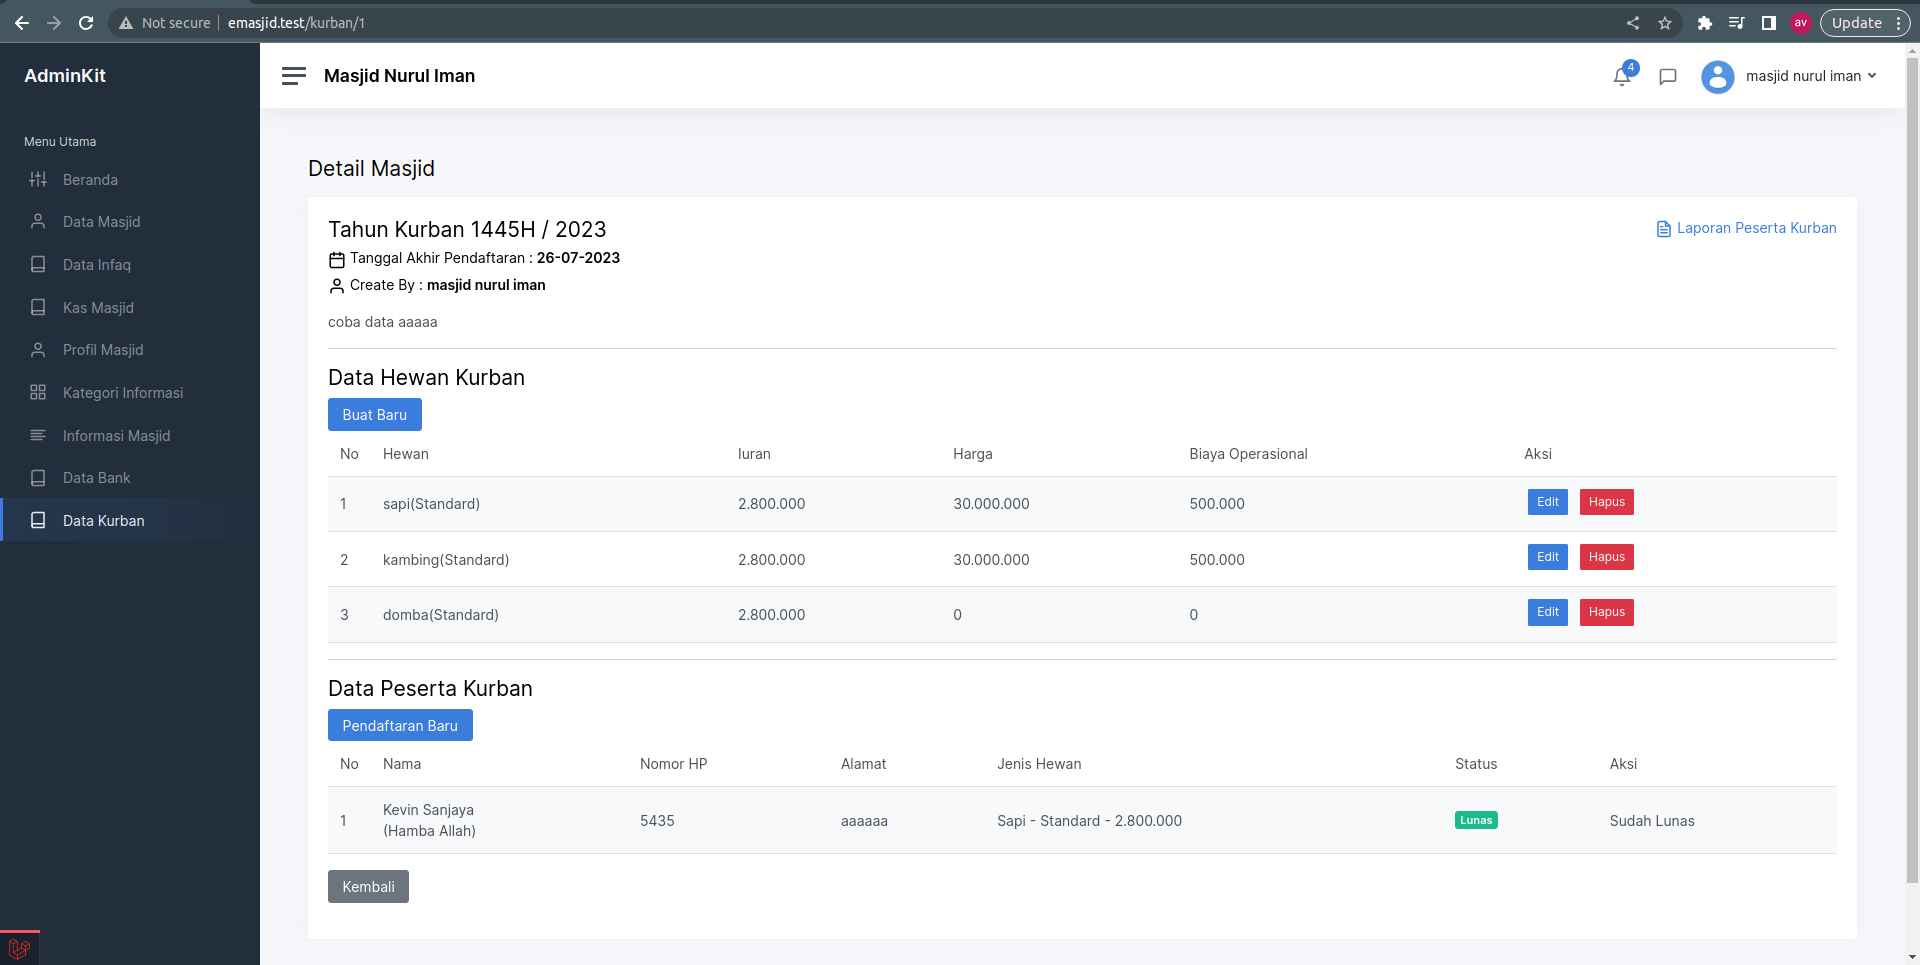 Not secure | emasjid.test/kurban/1
av
Update
AdminKit
Masjid Nurul Iman
4
masjid nurul iman
Menu Utama
Beranda
Data Masjid
Data Infaq
Kas Masjid
Profil Masjid
Kategori Informasi
Informasi Masjid
Data Bank
Data Kurban
Detail Masjid
Tahun Kurban 1445H / 2023
Laporan Peserta Kurban
Tanggal Akhir Pendaftaran : 26-07-2023
Create By : masjid nurul iman
coba data aaaaa
Data Hewan Kurban
Buat Baru
No Hewan Iuran Harga Biaya Operasional Aksi
1 sapi(Standard) 2.800.000 30.000.000 500.000 Edit Hapus
2 kambing(Standard) 2.800.000 30.000.000 500.000 Edit Hapus
3 domba(Standard) 2.800.000 0 0 Edit Hapus
Data Peserta Kurban
Pendaftaran Baru
No Nama Nomor HP Alamat Jenis Hewan Status Aksi
1 Kevin Sanjaya
(Hamba Allah) 5435 aaaaaa Sapi - Standard - 2.800.000 Lunas Sudah Lunas
Kembali